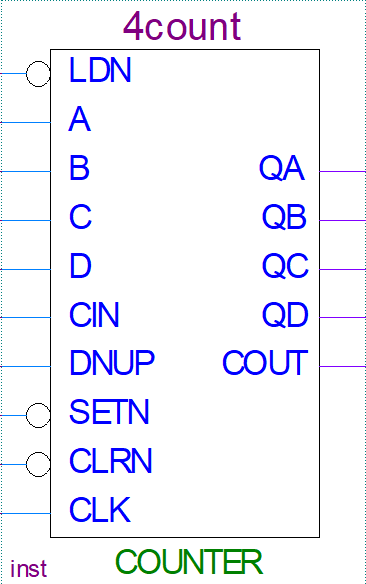 4count
LDN
A
B QA
C QB
D QC
CIN QD
DNUP COUT
SETN
CLRN
CLK
inst COUNTER